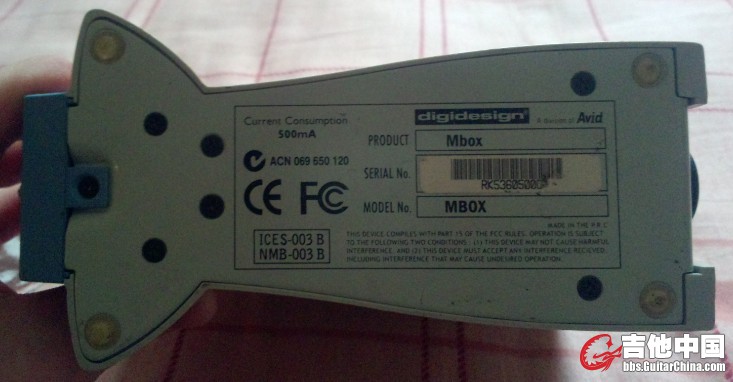 Current Consumption
500mA
ACN 069 650 120
CE FC
ICES-003 B
NMB-003 B
digidesign
A division of Avid
PRODUCT Mbox
SERIAL No.
MODEL No. MBOX
MADE IN THE P.R.C
THIS DEVICE COMPLIES WITH PART 15 OF THE FCC RULES. OPERATION IS SUBJECT
TO THE FOLLOWING TWO CONDITIONS: (1) THIS DEVICE MAY NOT CAUSE HARMFUL
INTERFERENCE, AND (2) THIS DEVICE MUST ACCEPT ANY INTERFERENCE RECIEVED,
INCLUDING INTERFERENCE THAT MAY CAUSE UNDESIRED OPERATION.
吉他中国
bbs.GuitarChina.com